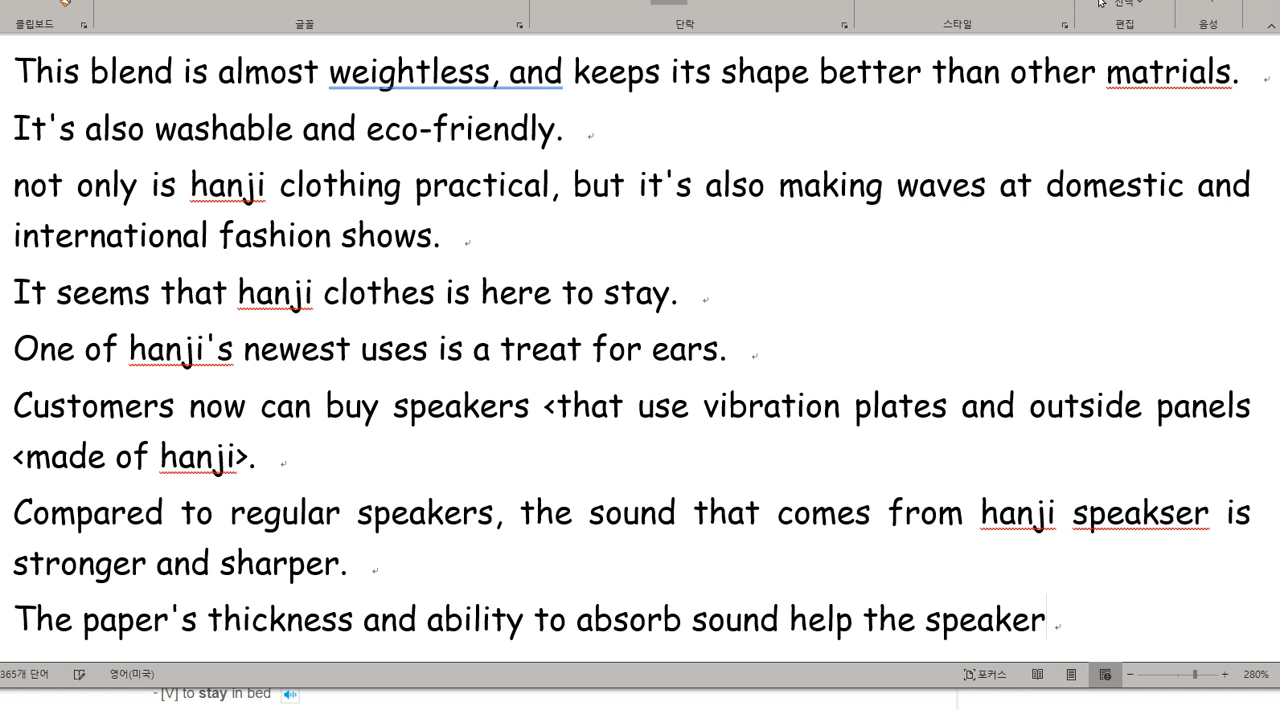 클립보드 글꼴 단락 스타일 편집 음성
This blend is almost weightless, and keeps its shape better than other matrials.
It's also washable and eco-friendly.
not only is hanji clothing practical, but it's also making waves at domestic and
international fashion shows.
It seems that hanji clothes is here to stay.
One of hanji's newest uses is a treat for ears.
Customers now can buy speakers <that use vibration plates and outside panels
<made of hanji>.
Compared to regular speakers, the sound that comes from hanji speakser is
stronger and sharper.
The paper's thickness and ability to absorb sound help the speaker
365개 단어 영어(미국) 포커스 280%
- [V] to stay in bed